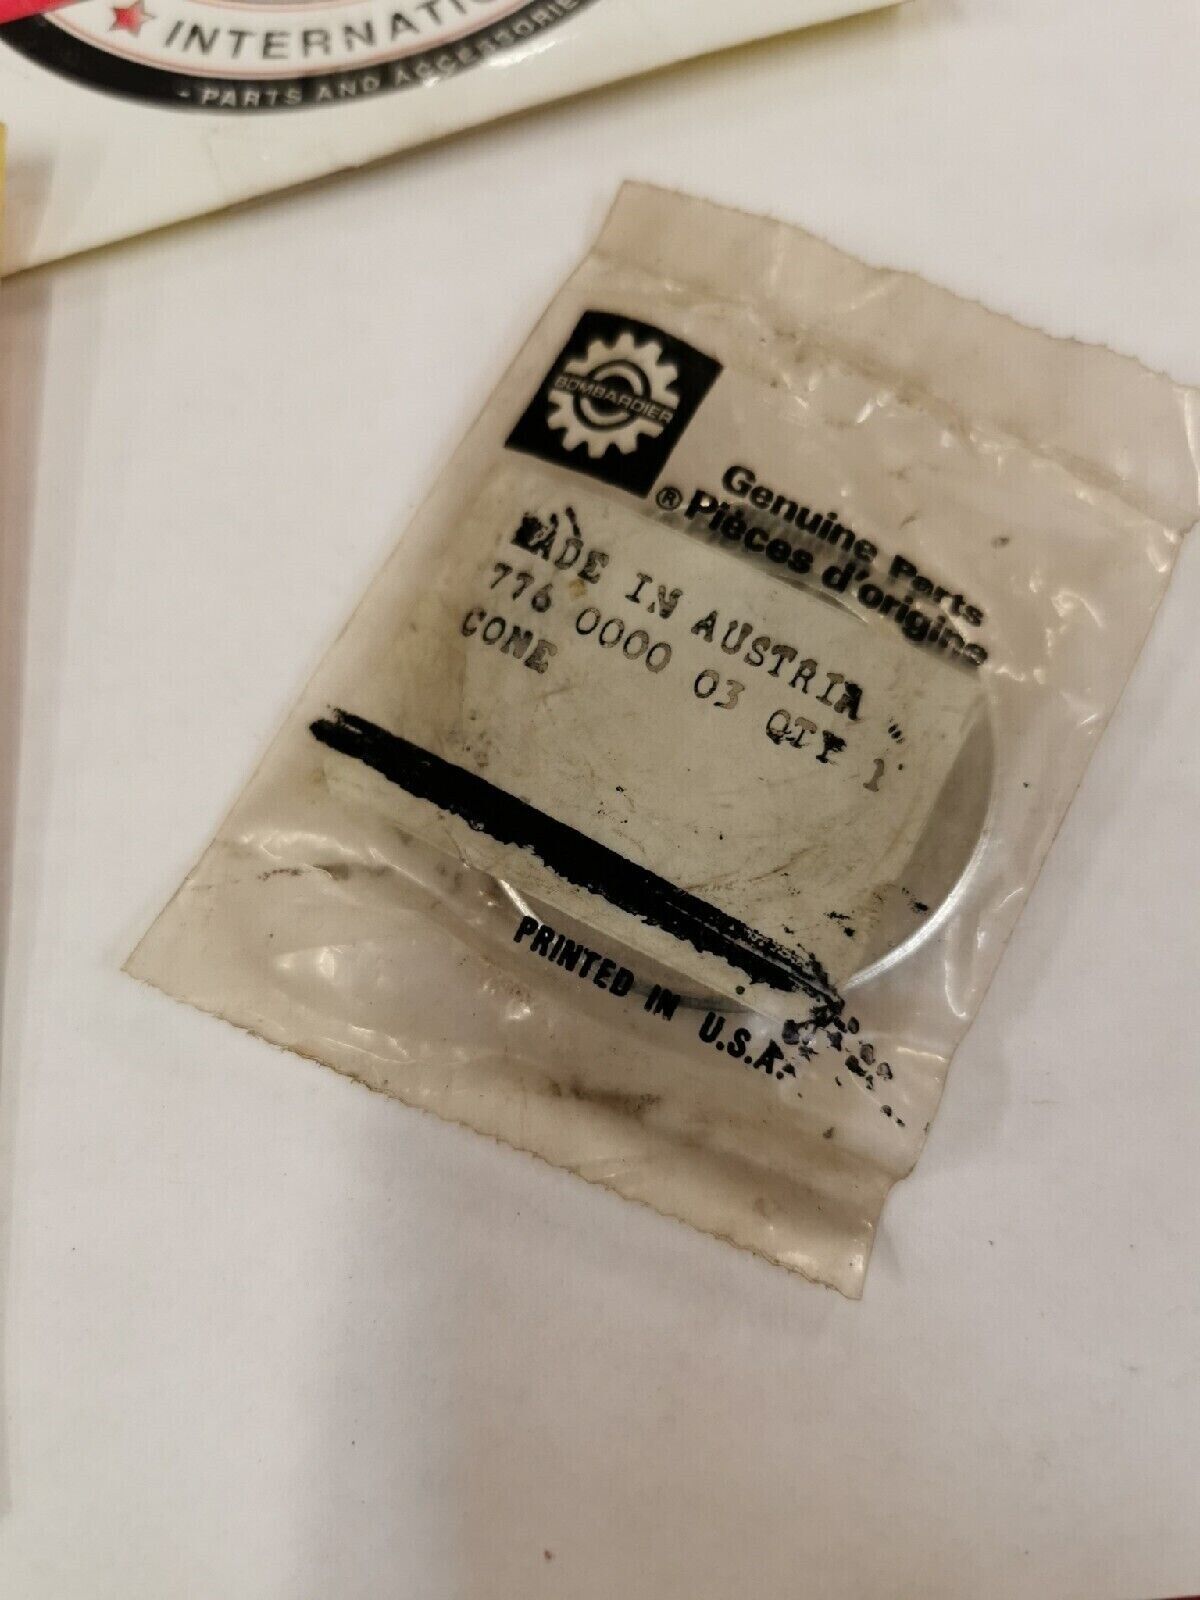 INTERNATIO
- PARTS AND ACCESSORIE
BOMBARDIER
Genuine Parts
® Pièces d'origine
MADE IN AUSTRIA
776 0000 03 QTY 1
CONE
PRINTED IN U.S.A.